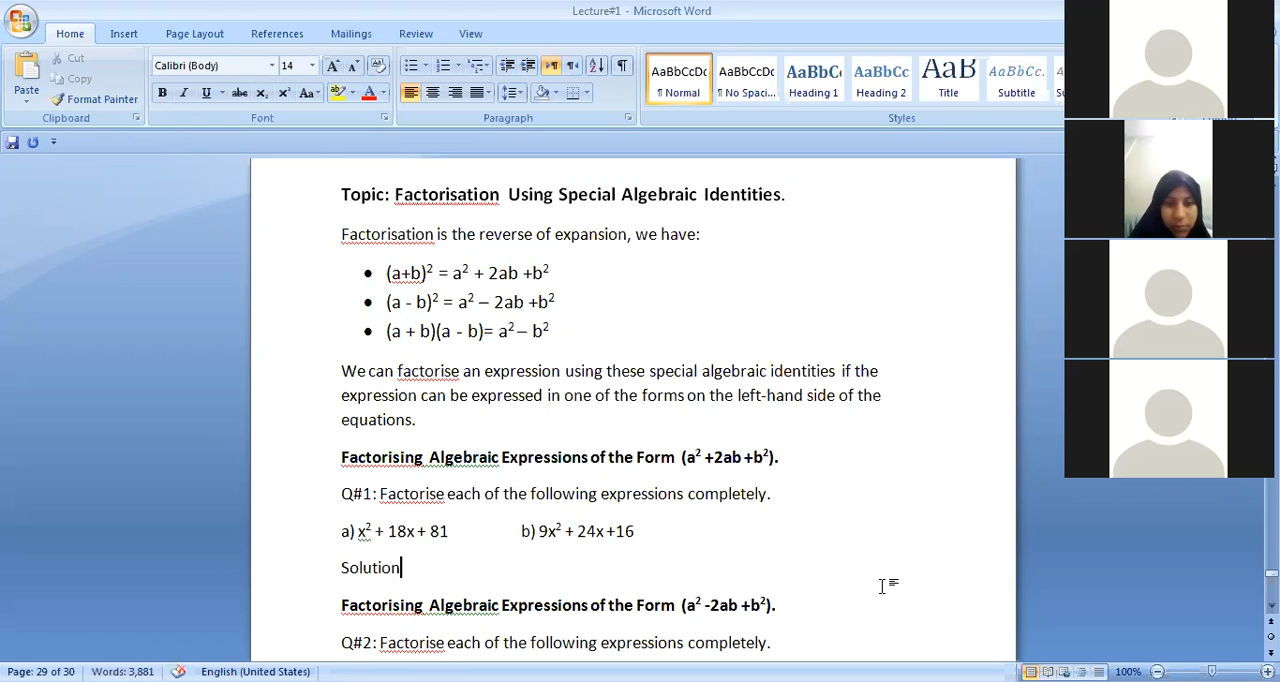 Lecture#1 - Microsoft Word
Home Insert Page Layout References Mailings Review View
Paste
Cut
Copy
Format Painter
Clipboard
Calibri (Body) 14
Font
Paragraph
AaBbCcDc AaBbCcDc AaBbC AaBbCc AaB AaBbCc.
¶ Normal ¶ No Spaci... Heading 1 Heading 2 Title Subtitle
Styles
Topic: Factorisation Using Special Algebraic Identities.
Factorisation is the reverse of expansion, we have:
• (a+b)² = a² + 2ab +b²
• (a - b)² = a² – 2ab +b²
• (a + b)(a - b)= a² – b²
We can factorise an expression using these special algebraic identities if the
expression can be expressed in one of the forms on the left-hand side of the
equations.
Factorising Algebraic Expressions of the Form (a² +2ab +b²).
Q#1: Factorise each of the following expressions completely.
a) x² + 18x + 81 b) 9x² + 24x +16
Solution
Factorising Algebraic Expressions of the Form (a² -2ab +b²).
Q#2: Factorise each of the following expressions completely.
Page: 29 of 30 Words: 3,881 English (United States) 100%